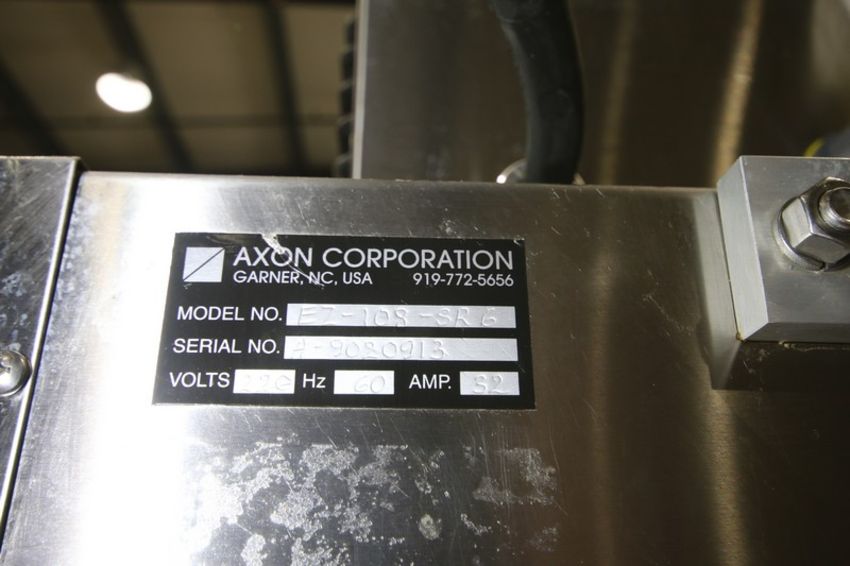 AXON CORPORATION
GARNER, NC, USA 919-772-5656
MODEL NO. EZ-108-SR6
SERIAL NO. A-9020913
VOLTS 220 Hz 60 AMP. 32